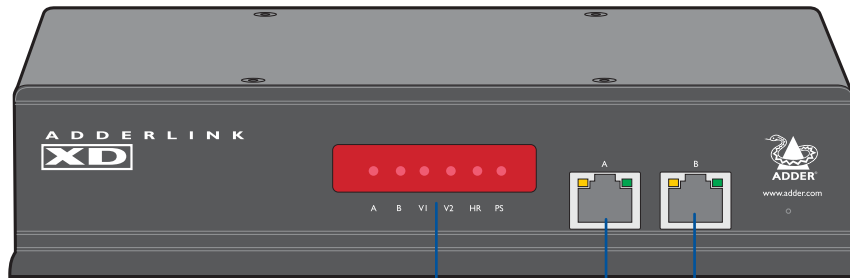 ADDERLINK
XD
A B V1 V2 HR PS
A
B
ADDER®
www.adder.com